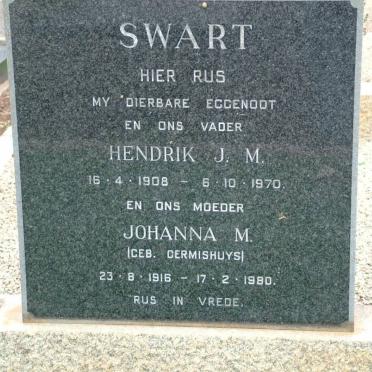 SWART
HIER RUS
MY DIERBARE EGGENOOT
EN ONS VADER
HENDRIK J. M.
16 · 4 · 1908 – 6 · 10 · 1970.
EN ONS MOEDER
JOHANNA M.
(GEB. OERMISHUYS)
23 · 8 · 1916 – 17 · 2 · 1980.
RUS IN VREDE.